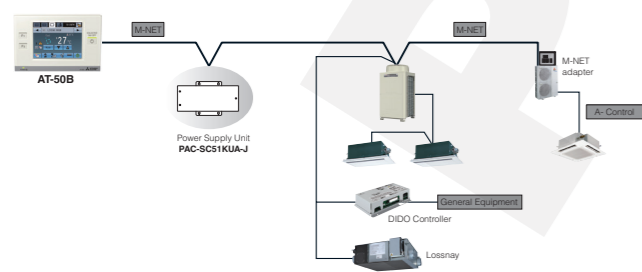 M-NET
M-NET
27
AT-50B
M-NET
adapter
A- Control
Power Supply Unit
PAC-SC51KUA-J
General Equipment
DIDO Controller
Lossnay